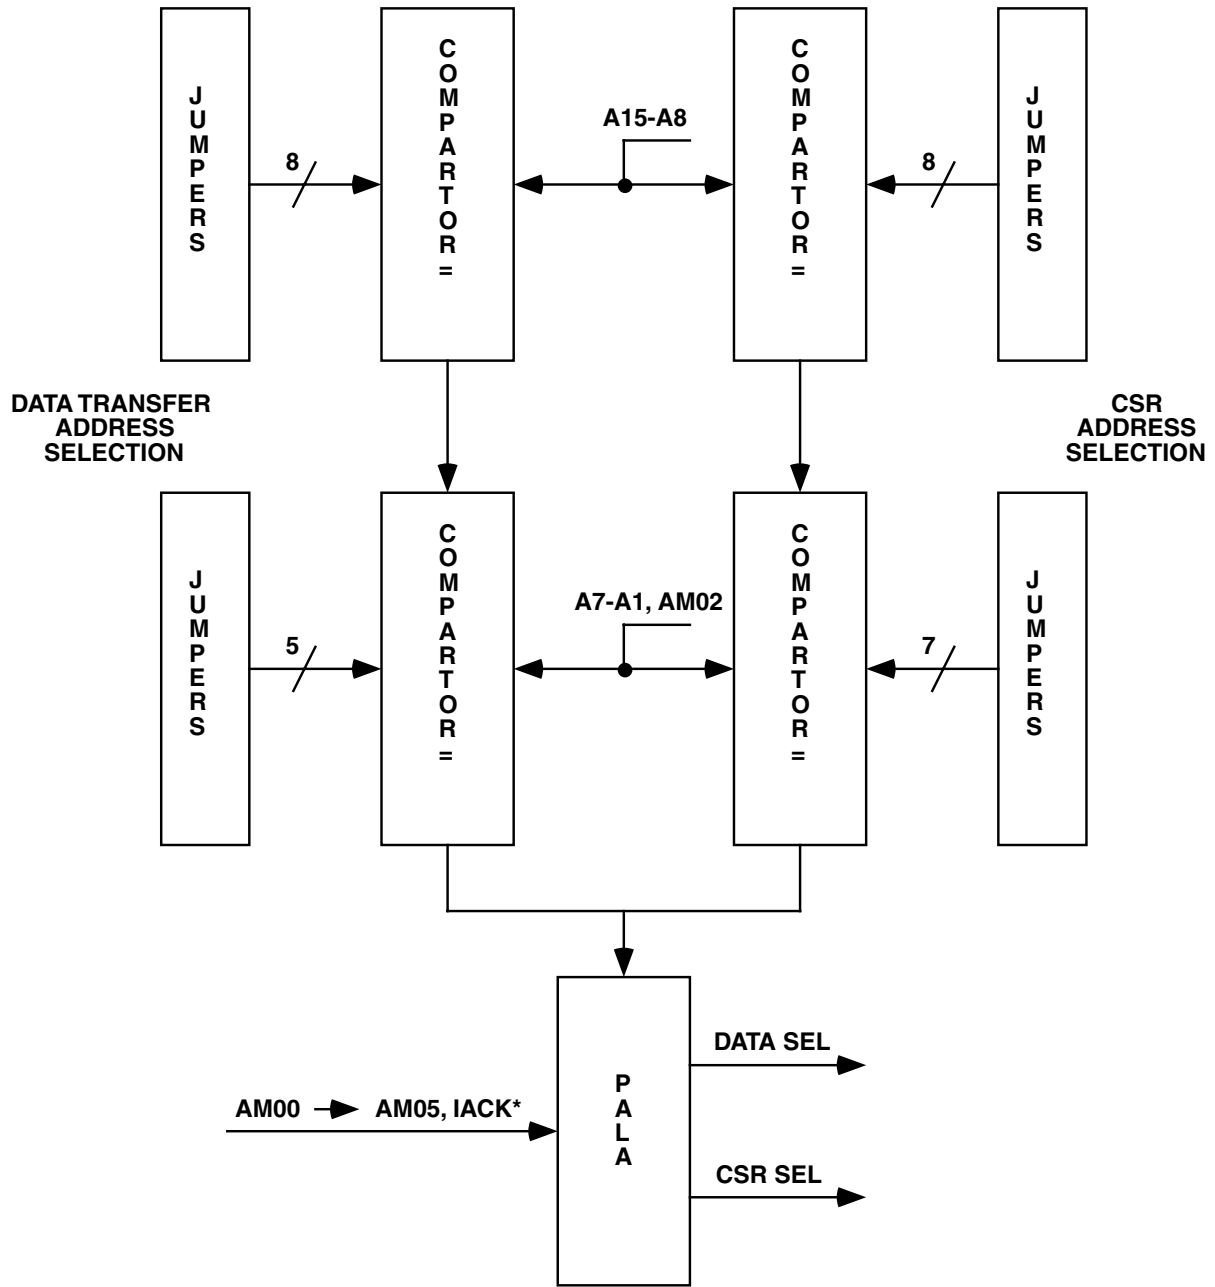 JUMPERS
COMPARTOR=
COMPARTOR=
JUMPERS
A15-A8
8
8
DATA TRANSFER
ADDRESS
SELECTION
CSR
ADDRESS
SELECTION
JUMPERS
COMPARTOR=
COMPARTOR=
JUMPERS
A7-A1, AM02
5
7
PALA
DATA SEL
AM00 → AM05, IACK*
CSR SEL